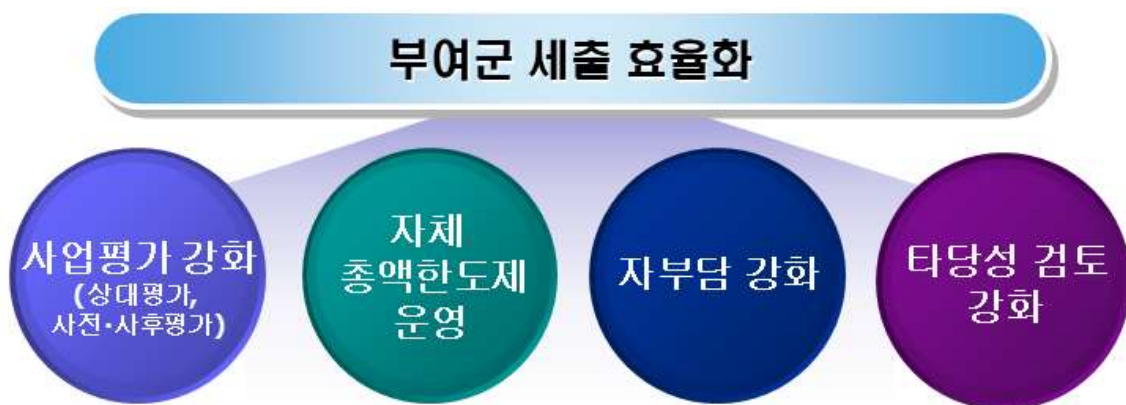 부여군 세출 효율화
사업평가 강화
(상대평가,
사전·사후평가)
자체
총액한도제
운영
자부담 강화
타당성 검토
강화